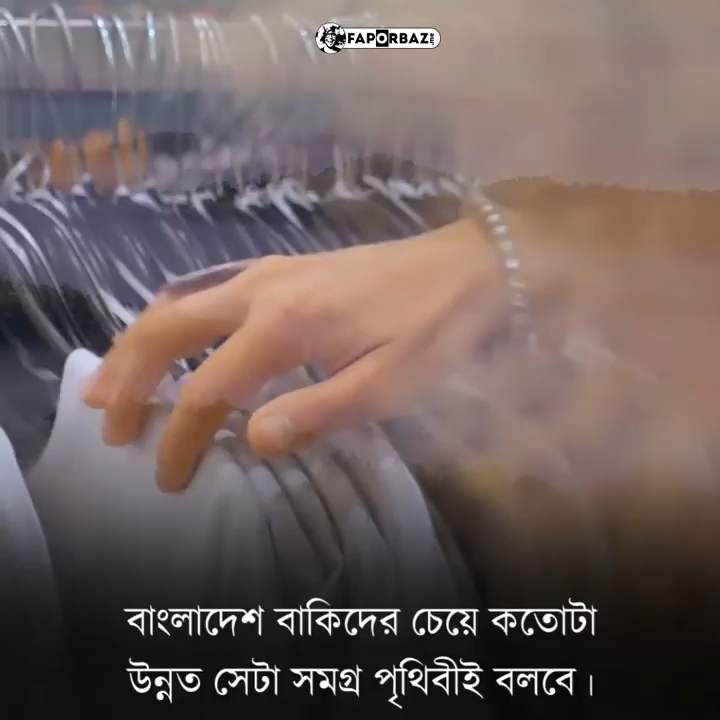 FAPORBAZ
বাংলাদেশ বাকিদের চেয়ে কতোটা
উন্নত সেটা সমগ্র পৃথিবীই বলবে।